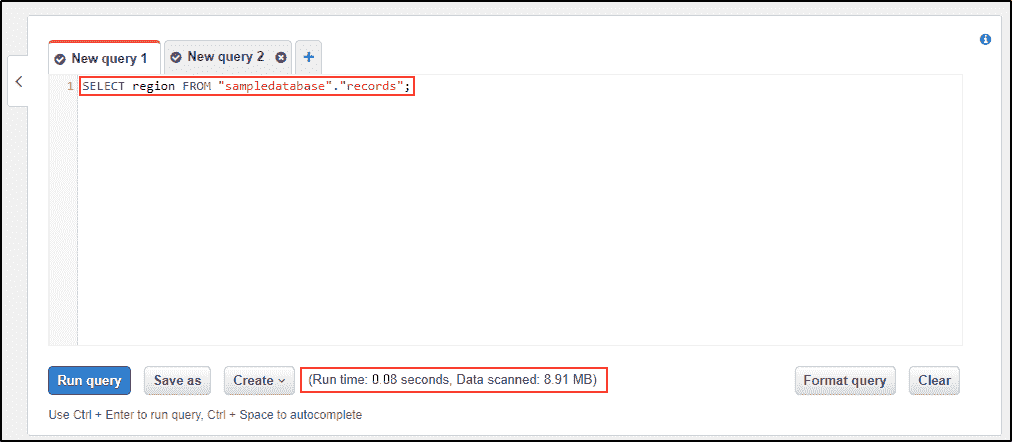 New query 1
New query 2
+
1
SELECT region FROM "sampledatabase"."records";
Run query
Save as
Create
(Run time: 0.08 seconds, Data scanned: 8.91 MB)
Format query
Clear
Use Ctrl + Enter to run query, Ctrl + Space to autocomplete